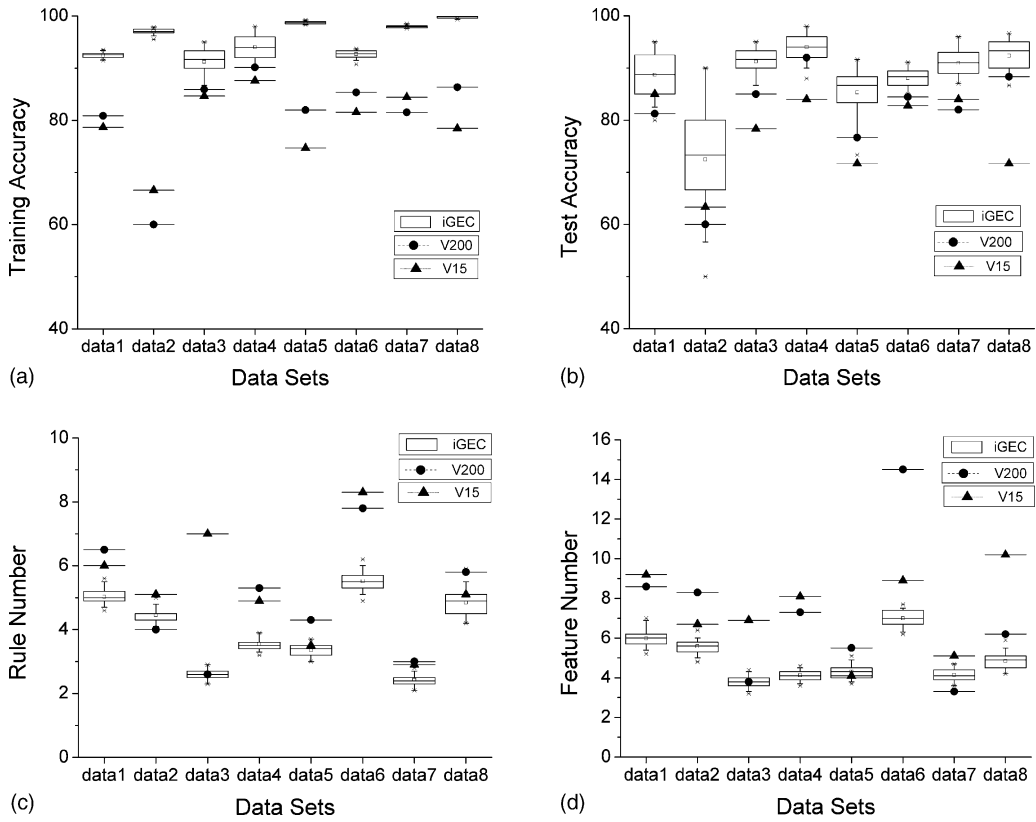 100
80
60
40
Training Accuracy
iGEC
V200
V15
data1 data2 data3 data4 data5 data6 data7 data8
(a)
Data Sets
100
80
60
40
Test Accuracy
iGEC
V200
V15
data1 data2 data3 data4 data5 data6 data7 data8
(b)
Data Sets
10
8
6
4
2
0
Rule Number
iGEC
V200
V15
data1 data2 data3 data4 data5 data6 data7 data8
(c)
Data Sets
16
14
12
10
8
6
4
2
0
Feature Number
iGEC
V200
V15
data1 data2 data3 data4 data5 data6 data7 data8
(d)
Data Sets